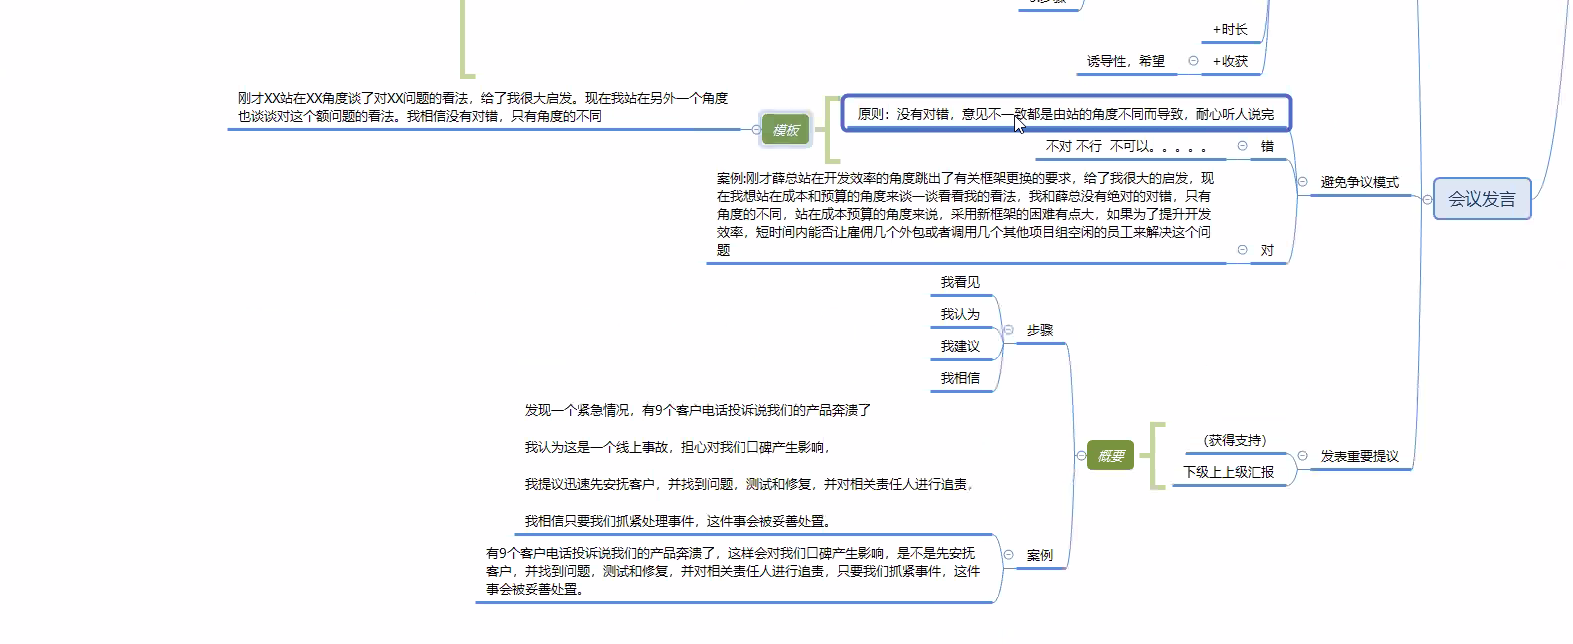 +时长
诱导性，希望
+收获
刚才XX站在XX角度谈了对XX问题的看法，给了我很大启发。现在我站在另外一个角度
也谈谈对这个额问题的看法。我相信没有对错，只有角度的不同
模板
原则：没有对错，意见不一致都是由站的角度不同而导致，耐心听人说完
不对 不行 不可以。。。。。
错
案例:刚才薛总站在开发效率的角度跳出了有关框架更换的要求，给了我很大的启发，现
在我想站在成本和预算的角度来谈一谈看看我的看法，我和薛总没有绝对的对错，只有
角度的不同，站在成本预算的角度来说，采用新框架的困难有点大，如果为了提升开发
效率，短时间内能否让雇佣几个外包或者调用几个其他项目组空闲的员工来解决这个问
题
对
避免争议模式
会议发言
我看见
我认为
我建议
我相信
步骤
发现一个紧急情况，有9个客户电话投诉说我们的产品奔溃了
我认为这是一个线上事故，担心对我们口碑产生影响，
我提议迅速先安抚客户，并找到问题，测试和修复，并对相关责任人进行追责，
我相信只要我们抓紧处理事件，这件事会被妥善处置。
有9个客户电话投诉说我们的产品奔溃了，这样会对我们口碑产生影响，是不是先安抚
客户，并找到问题，测试和修复，并对相关责任人进行追责，只要我们抓紧事件，这件
事会被妥善处置。
案例
概要
（获得支持）
下级上上级汇报
发表重要提议